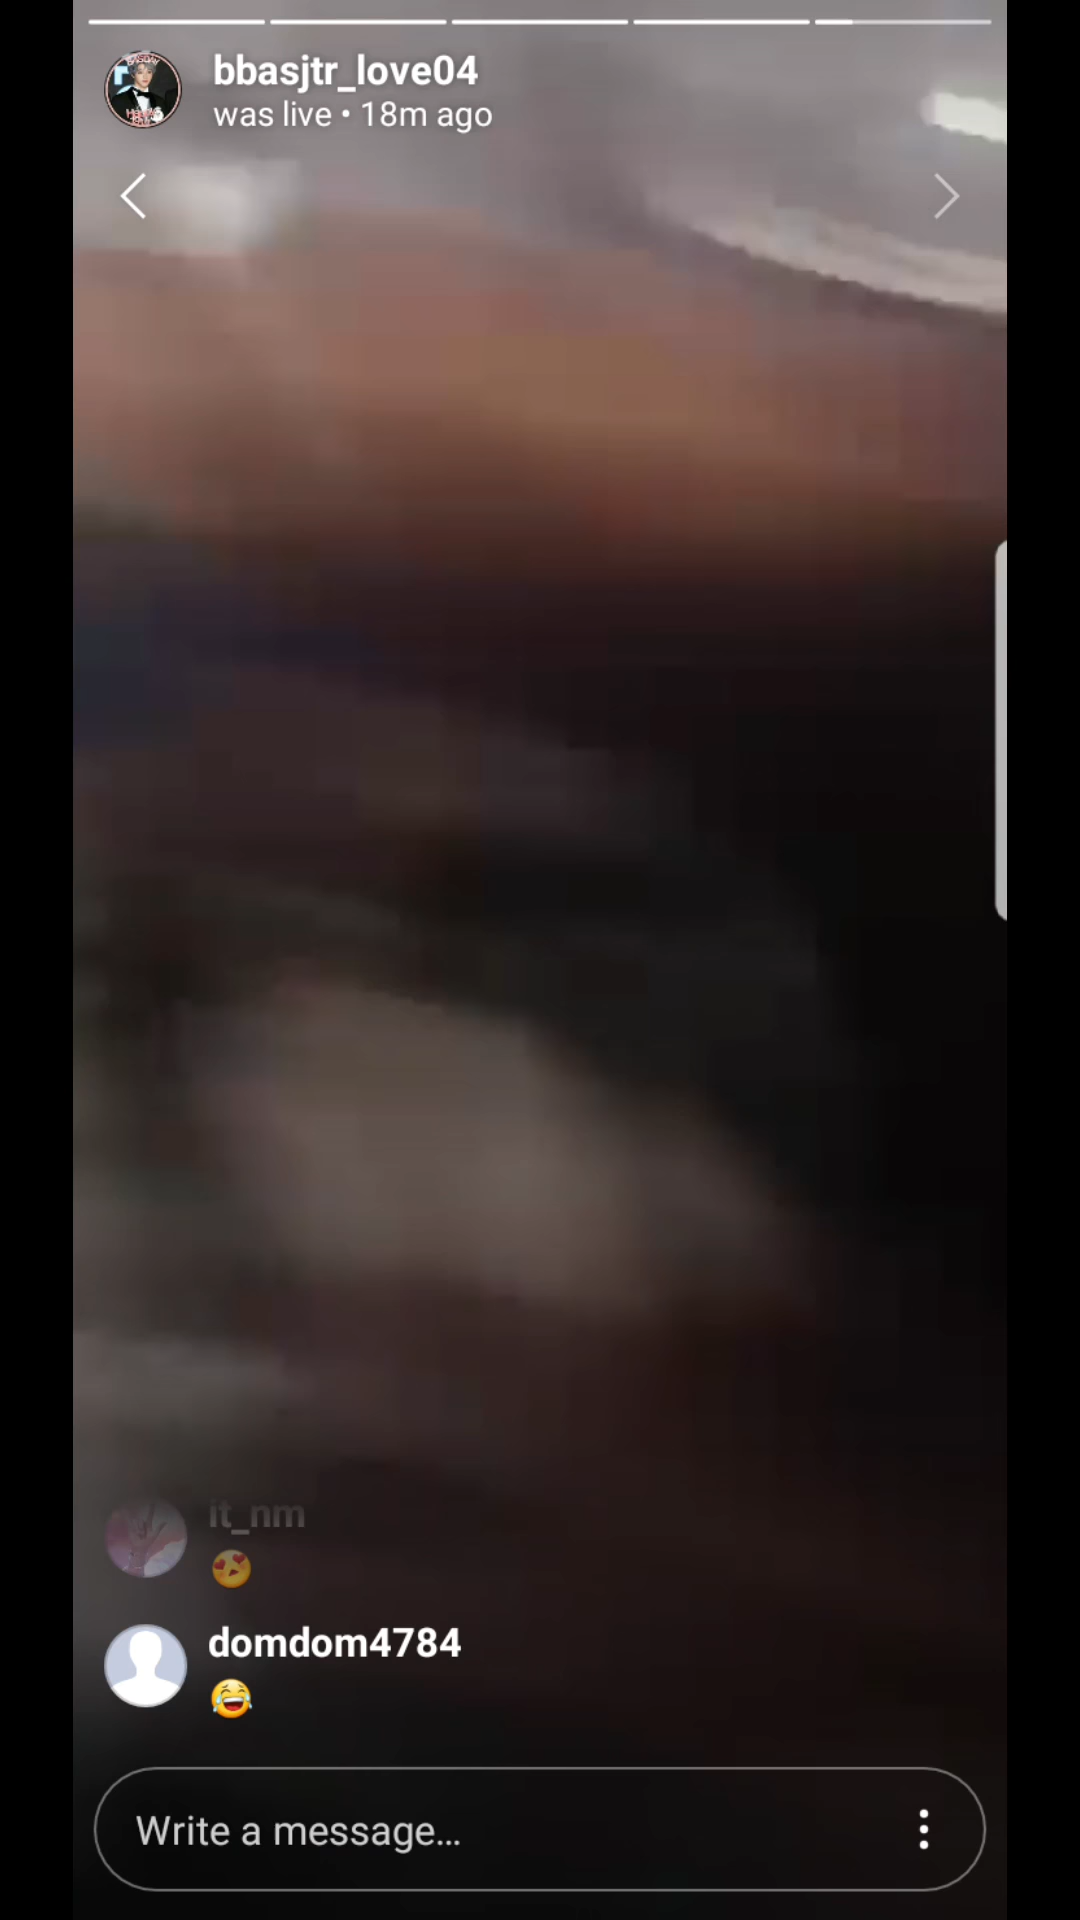 bbasjtr_love04
was live • 18m ago
it_nm
😍
domdom4784
😂
Write a message...